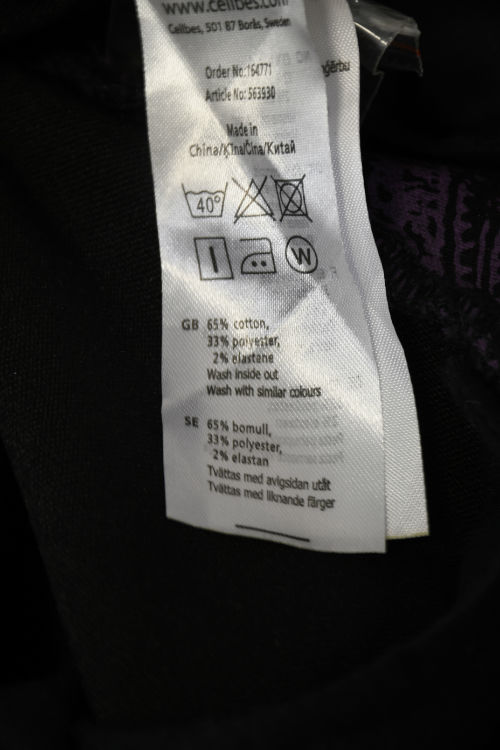 www.cellbes.com
Cellbes, 501 87 Borås, Sweden
Order No:164771
Article No: 563930
Made in
China/Kina/Čína/Китай
40°
W
GB 65% cotton,
33% polyester,
2% elastane
Wash inside out
Wash with similar colours
SE 65% bomull,
33% polyester,
2% elastan
Tvättas med avigsidan utåt
Tvättas med liknande färger